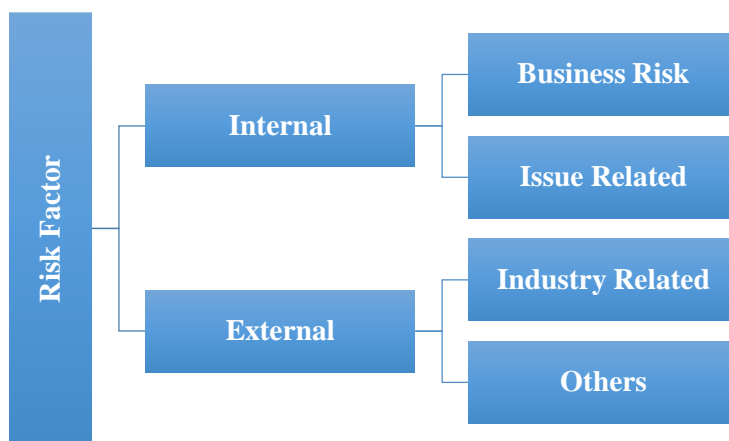 Risk Factor
Internal
Business Risk
Issue Related
External
Industry Related
Others